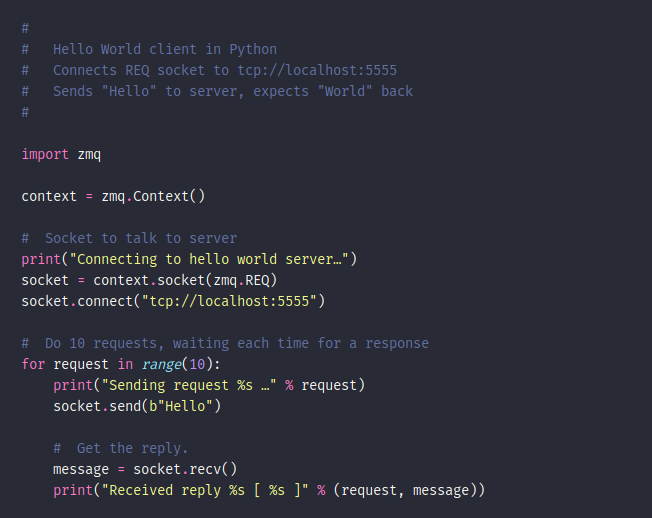 #
#   Hello World client in Python
#   Connects REQ socket to tcp://localhost:5555
#   Sends "Hello" to server, expects "World" back
#

import zmq

context = zmq.Context()

#  Socket to talk to server
print("Connecting to hello world server…")
socket = context.socket(zmq.REQ)
socket.connect("tcp://localhost:5555")

#  Do 10 requests, waiting each time for a response
for request in range(10):
    print("Sending request %s …" % request)
    socket.send(b"Hello")

    #  Get the reply.
    message = socket.recv()
    print("Received reply %s [ %s ]" % (request, message))